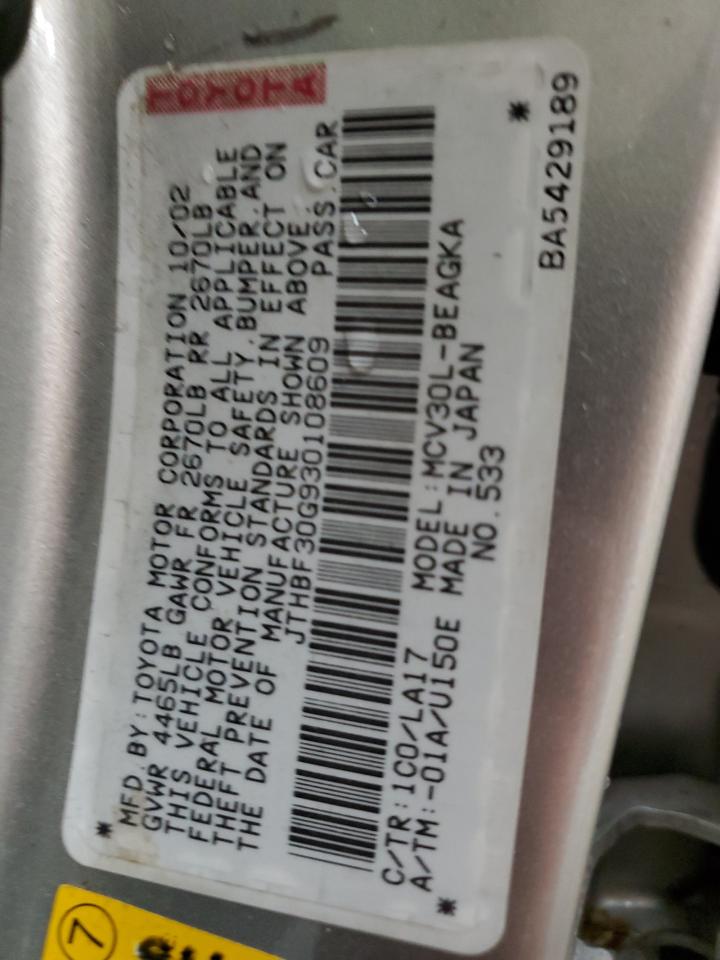 TOYOTA
* *
MFD. BY: TOYOTA MOTOR CORPORATION 10/02
GVWR 4465LB GAWR FR 2670LB RR 2670LB
THIS VEHICLE CONFORMS TO ALL APPLICABLE
FEDERAL MOTOR VEHICLE SAFETY. BUMPER. AND
THEFT PREVENTION STANDARDS IN EFFECT ON
THE DATE OF MANUFACTURE SHOWN ABOVE.
JTHBF30G930108609 PASS. CAR
C/TR: 1C0/LA17 MODEL: MCV30L-BEAGKA
A/TM: -01A/U150E MADE IN JAPAN
* NO. 533
BA5429189
7